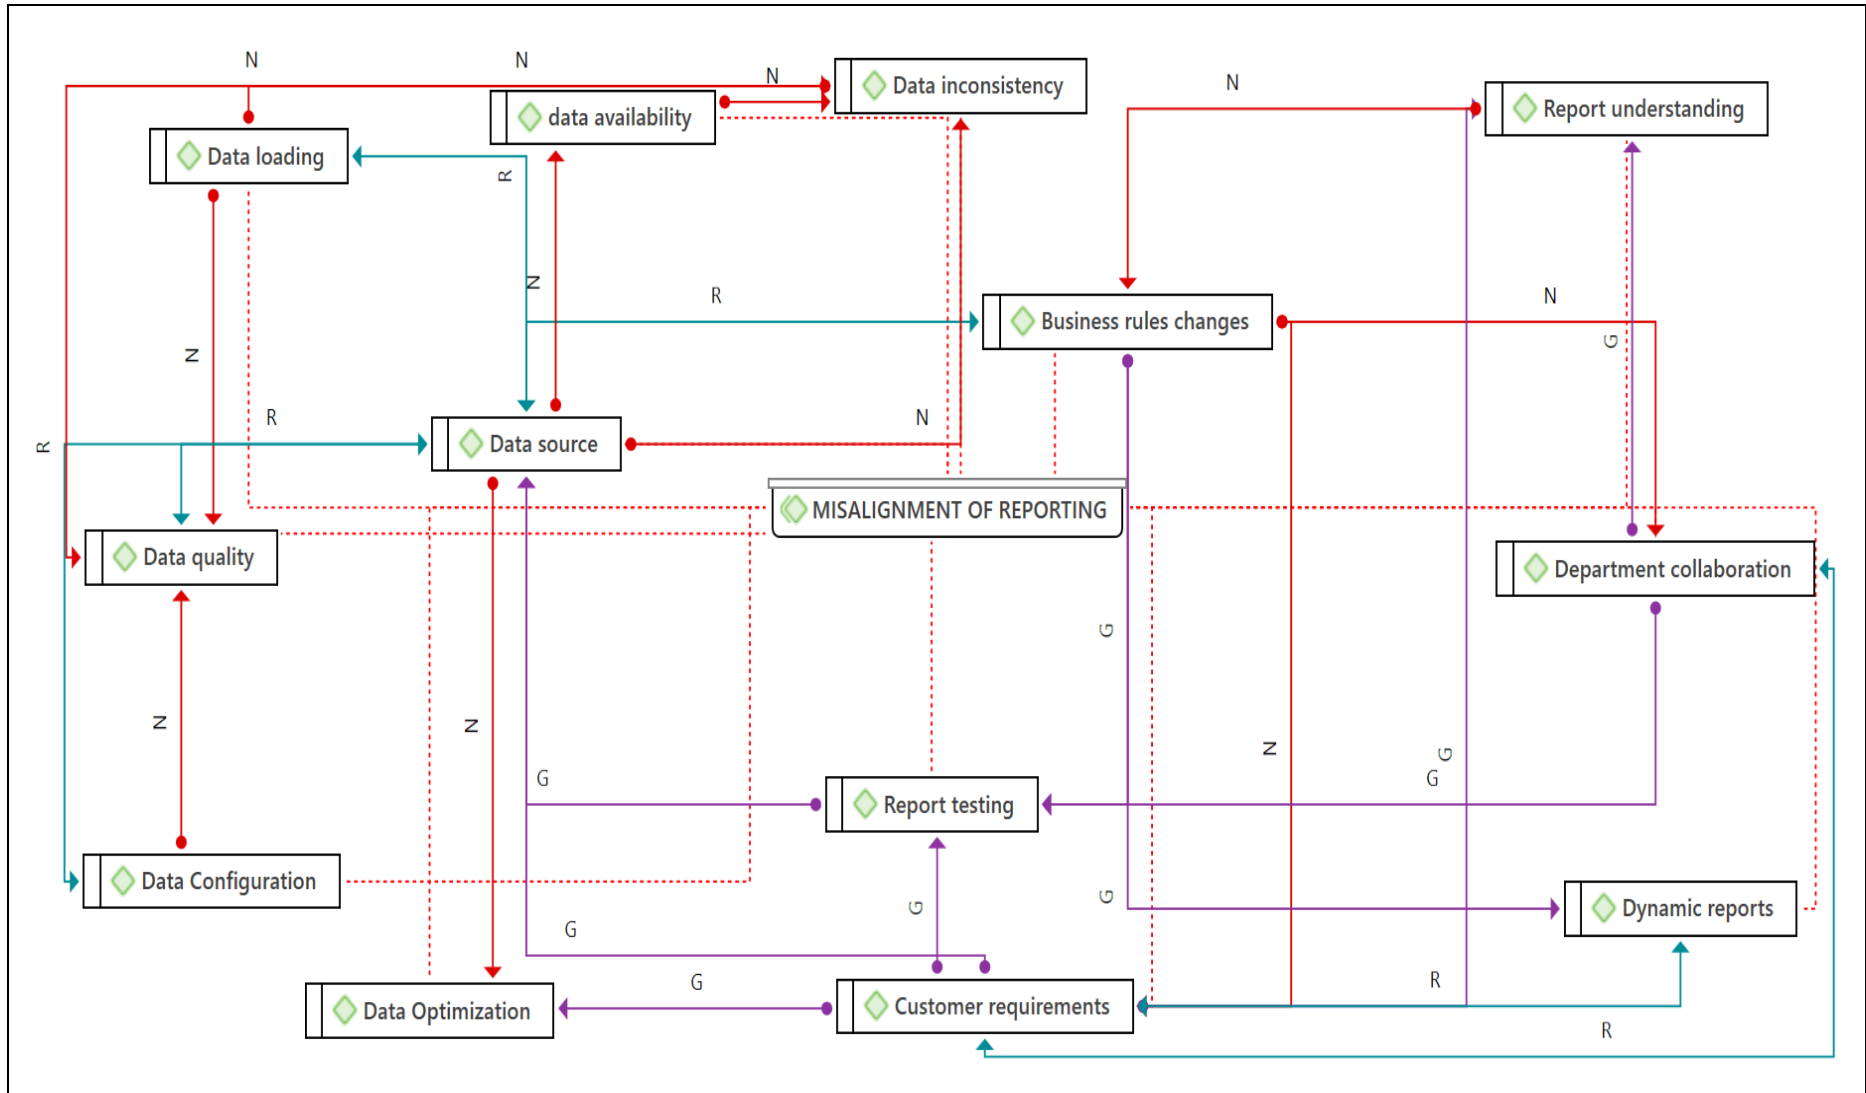 N
N
N
Data inconsistency
N
Report understanding
data availability
Data loading
R
N
R
N
Business rules changes
G
N
R
R
N
Data source
MISALIGNMENT OF REPORTING
Data quality
Department collaboration
G
N
N
N
G
G
G
Report testing
Data Configuration
G
G
Dynamic reports
G
G
R
Data Optimization
Customer requirements
R